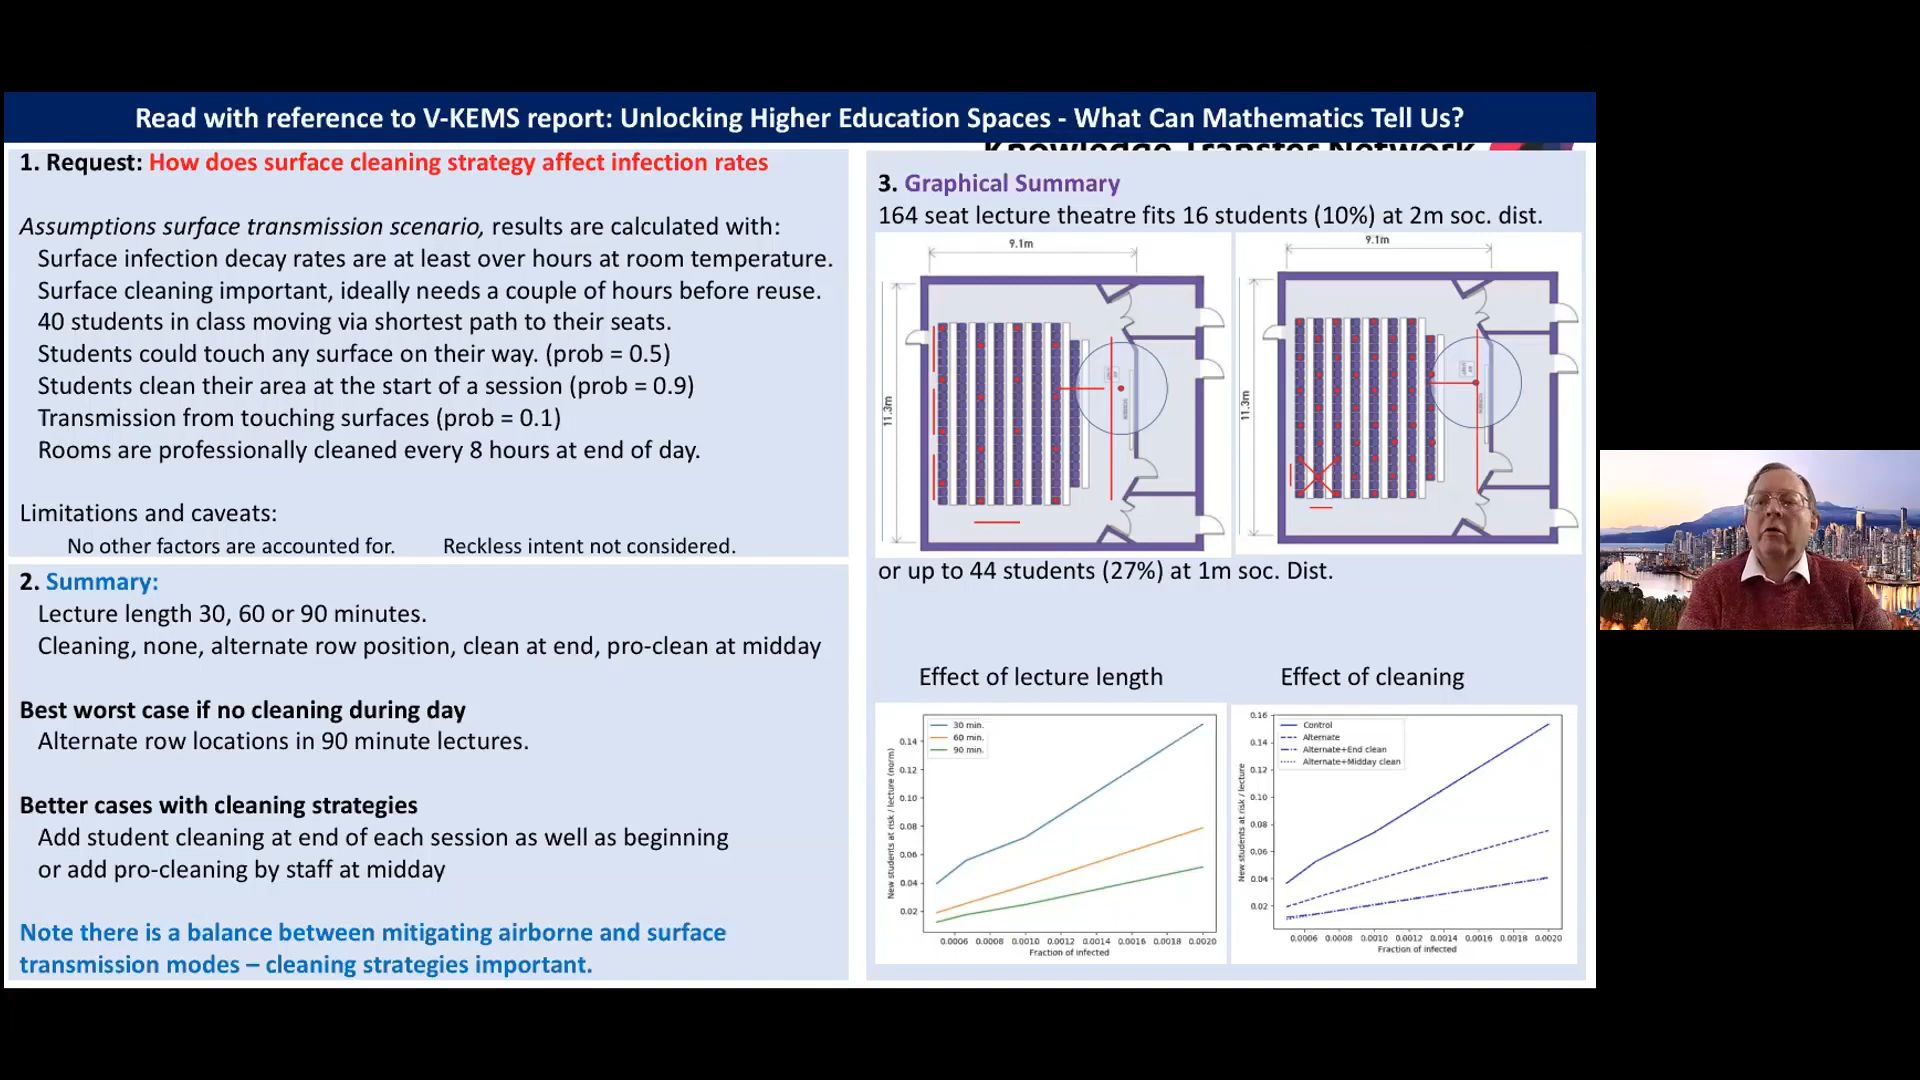 Read with reference to V-KEMS report: Unlocking Higher Education Spaces - What Can Mathematics Tell Us?
Knowledge Transfer Network
1. Request: How does surface cleaning strategy affect infection rates
Assumptions surface transmission scenario, results are calculated with:
Surface infection decay rates are at least over hours at room temperature.
Surface cleaning important, ideally needs a couple of hours before reuse.
40 students in class moving via shortest path to their seats.
Students could touch any surface on their way. (prob = 0.5)
Students clean their area at the start of a session (prob = 0.9)
Transmission from touching surfaces (prob = 0.1)
Rooms are professionally cleaned every 8 hours at end of day.
Limitations and caveats:
No other factors are accounted for. Reckless intent not considered.
2. Summary:
Lecture length 30, 60 or 90 minutes.
Cleaning, none, alternate row position, clean at end, pro-clean at midday
Best worst case if no cleaning during day
Alternate row locations in 90 minute lectures.
Better cases with cleaning strategies
Add student cleaning at end of each session as well as beginning
or add pro-cleaning by staff at midday
Note there is a balance between mitigating airborne and surface
transmission modes – cleaning strategies important.
3. Graphical Summary
164 seat lecture theatre fits 16 students (10%) at 2m soc. dist.
9.1m
11.3m
9.1m
11.3m
or up to 44 students (27%) at 1m soc. Dist.
Effect of lecture length
30 min.
60 min.
90 min.
0.14
0.12
0.10
0.08
0.06
0.04
0.02
New students at risk / lecture (norm)
0.0006 0.0008 0.0010 0.0012 0.0014 0.0016 0.0018 0.0020
Fraction of infected
Effect of cleaning
Control
Alternate
Alternate+End clean
Alternate+Midday clean
0.16
0.14
0.12
0.10
0.08
0.06
0.04
0.02
New students at risk / lecture
0.0006 0.0008 0.0010 0.0012 0.0014 0.0016 0.0018 0.0020
Fraction of infected